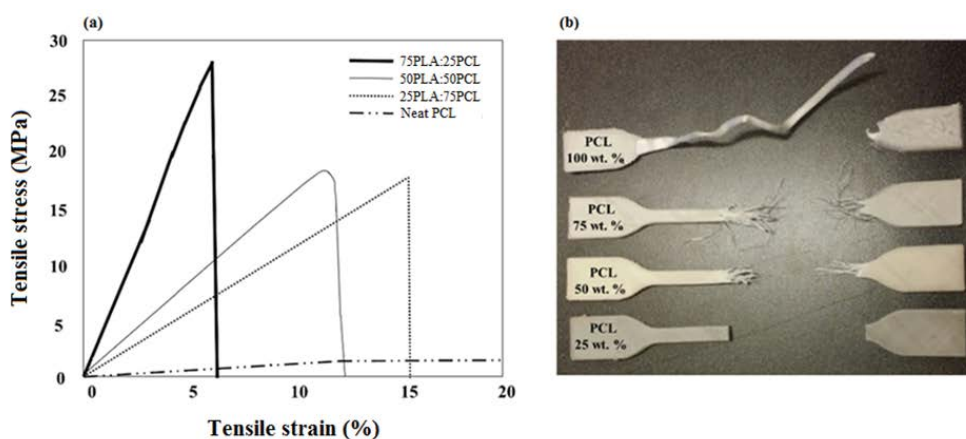 (a)
30
25
20
15
10
5
0
0
5
10
15
20
Tensile stress (MPa)
Tensile strain (%)
75PLA:25PCL
50PLA:50PCL
25PLA:75PCL
Neat PCL
(b)
PCL
100 wt. %
PCL
75 wt. %
PCL
50 wt. %
PCL
25 wt. %